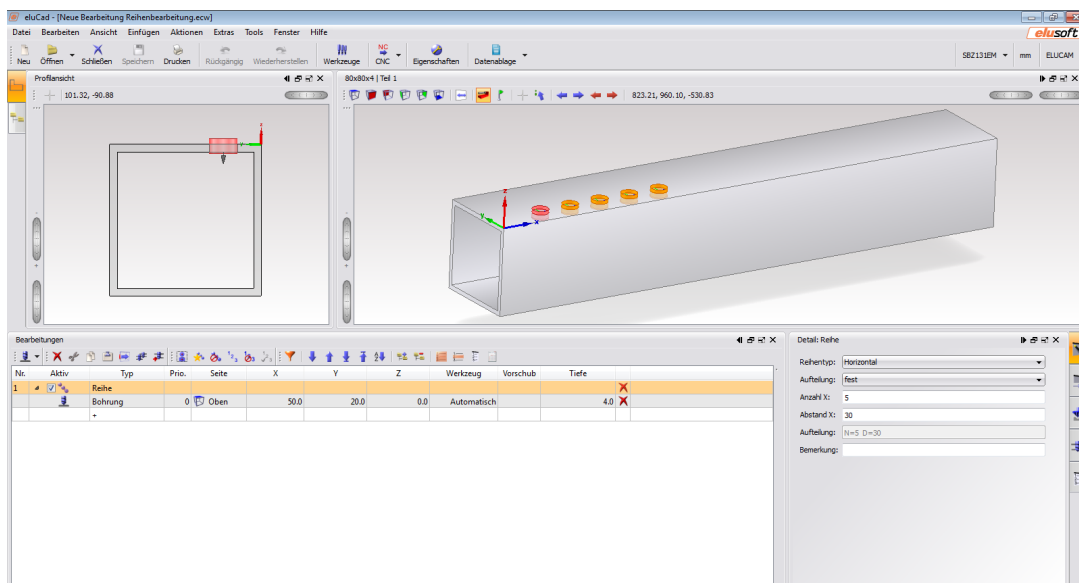 eluCad - [Neue Bearbeitung Reihenbearbeitung.ecw]
Datei Bearbeiten Ansicht Einfügen Aktionen Extras Tools Fenster Hilfe
elusoft
Neu Öffnen Schließen Speichern Drucken Rückgängig Wiederherstellen Werkzeuge CNC Eigenschaften Datenablage
NC
SBZ131EM mm ELUCAM
Profilansicht
101.32, -90.88
80x80x4 | Teil 1
823.21, 960.10, -530.83
z
y
z
y
x
Bearbeitungen
Nr. Aktiv Typ Prio. Seite X Y Z Werkzeug Vorschub Tiefe
1 Reihe
Bohrung 0 Oben 50.0 20.0 0.0 Automatisch 4.0
+
Detail: Reihe
Reihentyp: Horizontal
Aufteilung: fest
Anzahl X: 5
Abstand X: 30
Aufteilung: N=5 D=30
Bemerkung: